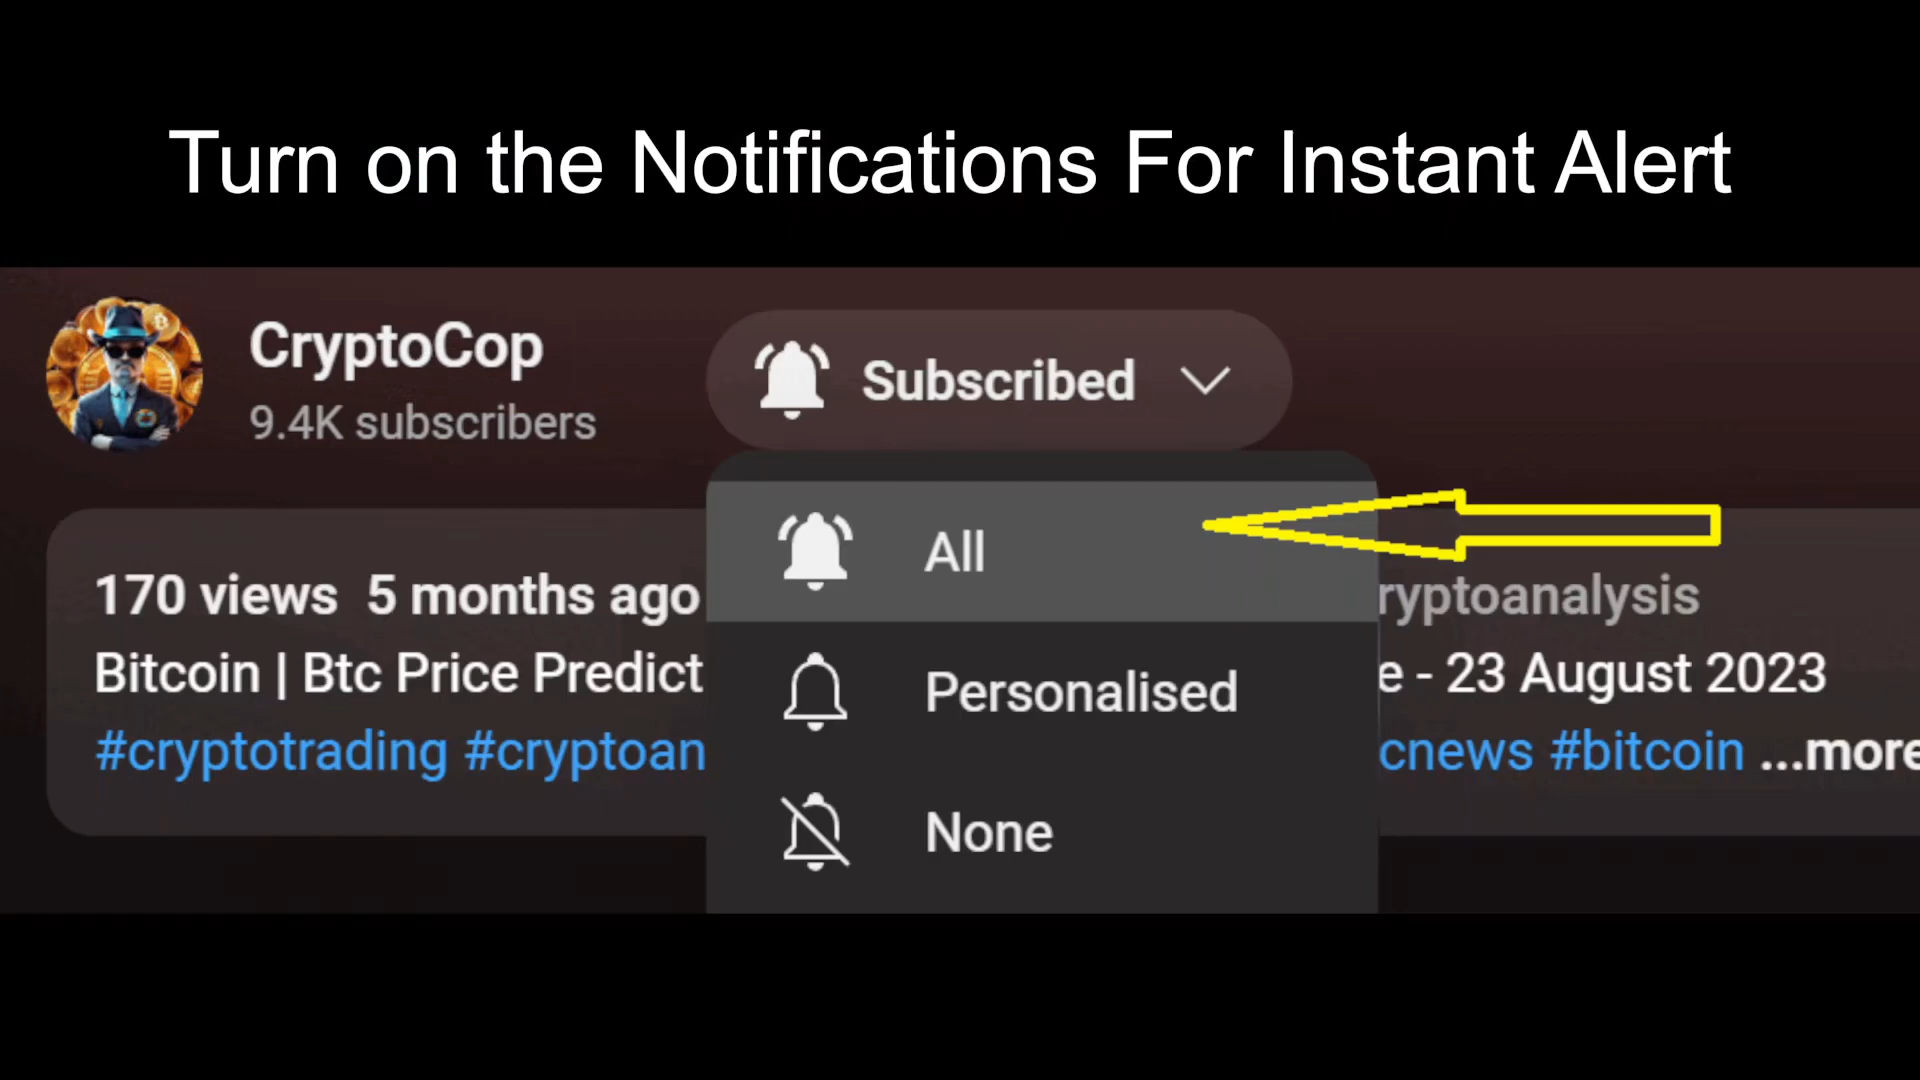 Turn on the Notifications For Instant Alert
CryptoCop
9.4K subscribers
Subscribed
All
Personalised
None
170 views 5 months ago ryptoanalysis
Bitcoin | Btc Price Predict e - 23 August 2023
#cryptotrading #cryptoan cnews #bitcoin ...more